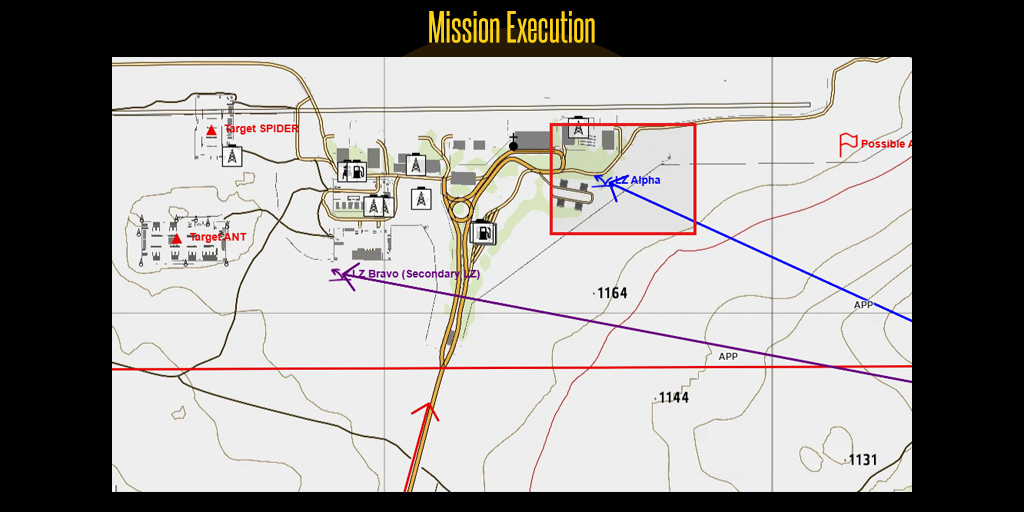 Mission Execution
Target SPIDER
Possible A
LZ Alpha
Target ANT
LZ Bravo (Secondary LZ)
1164
APP
APP
1144
1131